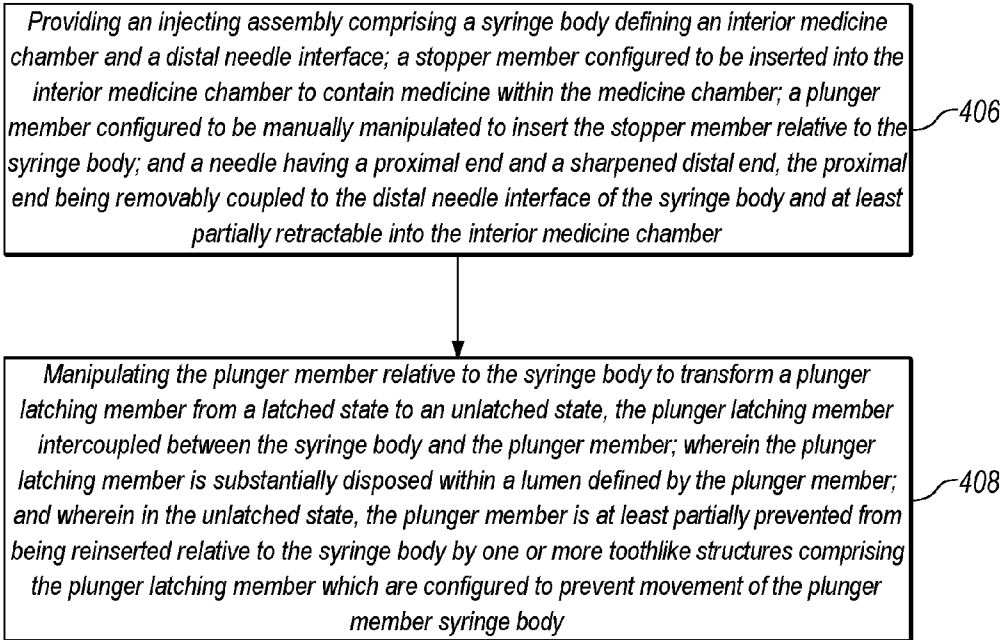 Providing an injecting assembly comprising a syringe body defining an interior medicine
chamber and a distal needle interface; a stopper member configured to be inserted into the
interior medicine chamber to contain medicine within the medicine chamber; a plunger
member configured to be manually manipulated to insert the stopper member relative to the
syringe body; and a needle having a proximal end and a sharpened distal end, the proximal
end being removably coupled to the distal needle interface of the syringe body and at least
partially retractable into the interior medicine chamber
406
Manipulating the plunger member relative to the syringe body to transform a plunger
latching member from a latched state to an unlatched state, the plunger latching member
intercoupled between the syringe body and the plunger member; wherein the plunger
latching member is substantially disposed within a lumen defined by the plunger member;
and wherein in the unlatched state, the plunger member is at least partially prevented from
being reinserted relative to the syringe body by one or more toothlike structures comprising
the plunger latching member which are configured to prevent movement of the plunger
member syringe body
408